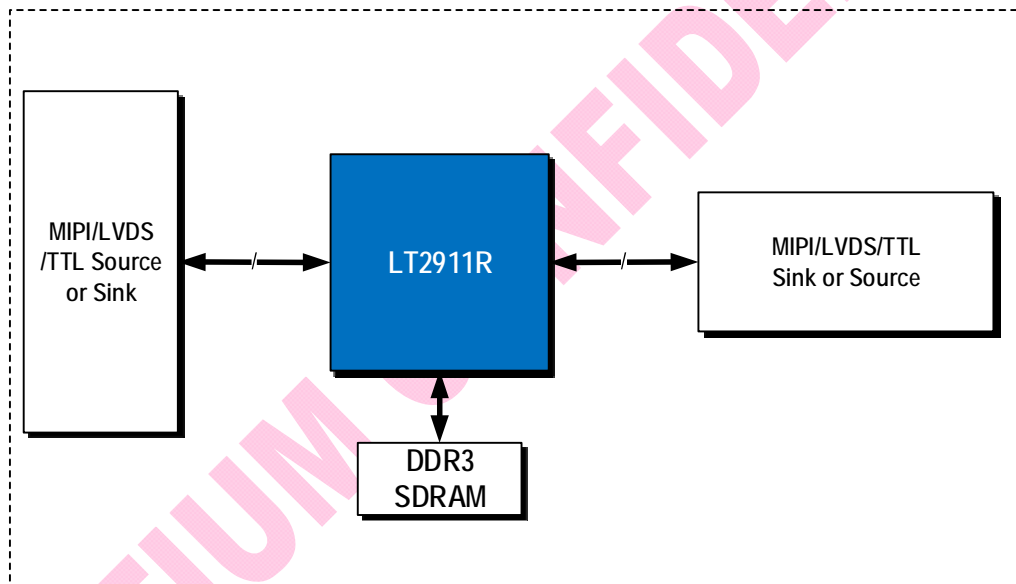 MIPI/LVDS
/TTL Source
or Sink
LT2911R
MIPI/LVDS/TTL
Sink or Source
DDR3
SDRAM